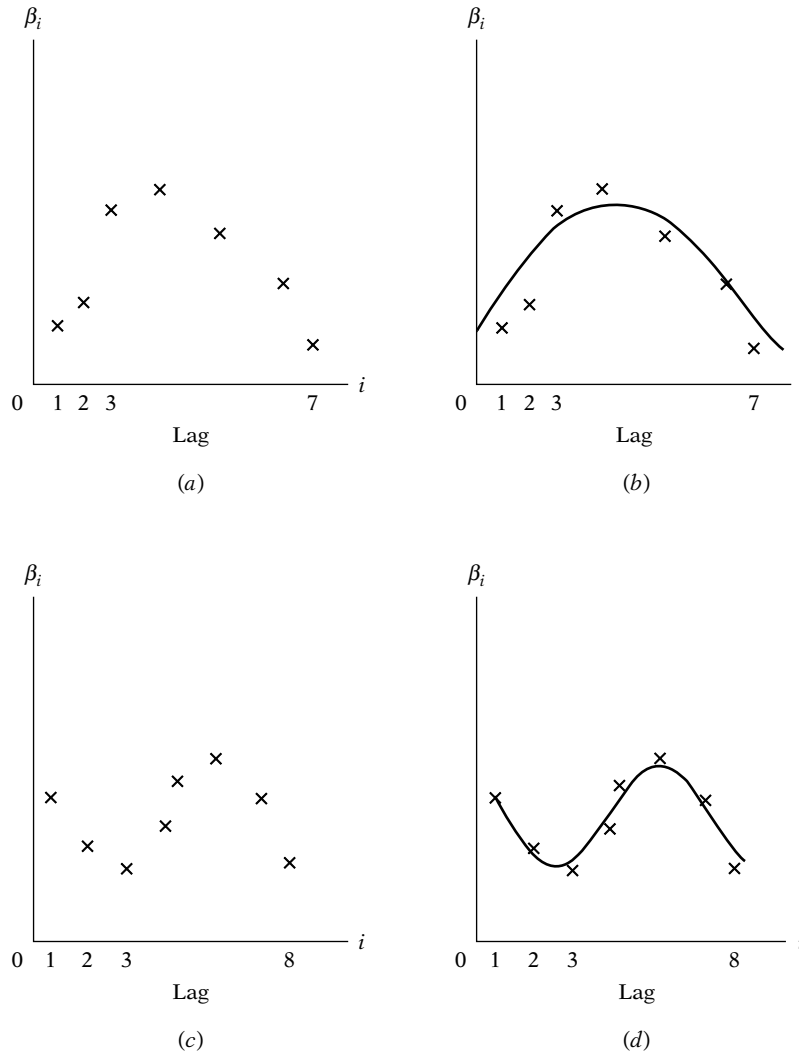 βᵢ
0 1 2 3 7 i
Lag
(a)
βᵢ
0 1 2 3 7
Lag
(b)
βᵢ
0 1 2 3 8 i
Lag
(c)
βᵢ
0 1 2 3 8
Lag
(d)